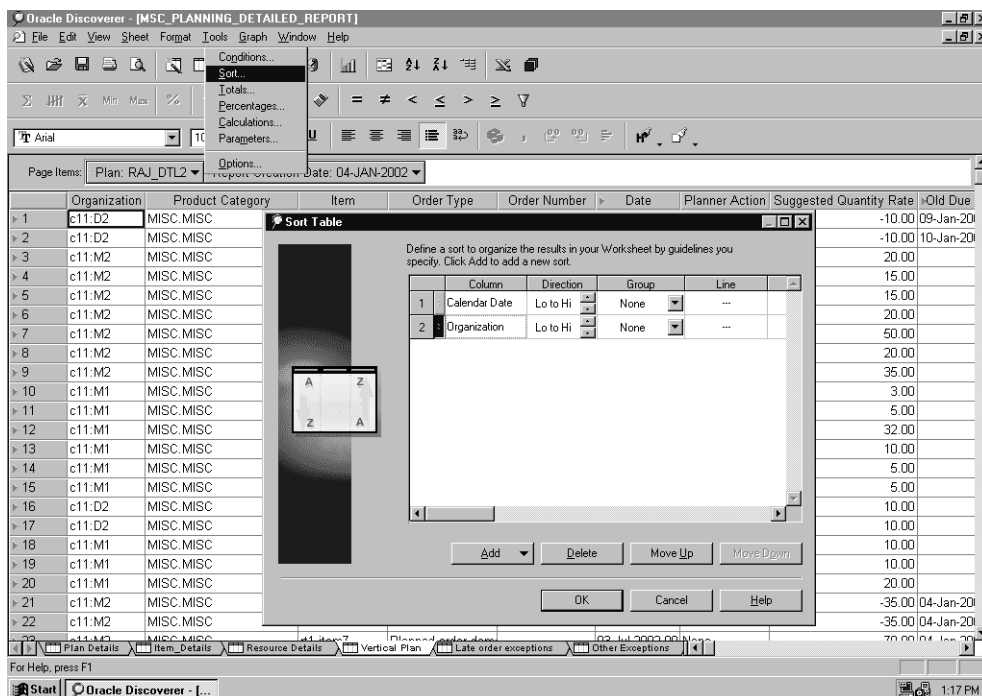 Oracle Discoverer - [MSC_PLANNING_DETAILED_REPORT]
File Edit View Sheet Format Tools Graph Window Help
Conditions...
Sort...
Totals...
Percentages...
Calculations...
Parameters...
Options...
Σ x Min Max %
= ≠ < ≤ > ≥
Arial 10 U
Page Items: Plan: RAJ_DTL2 Report Creation Date: 04-JAN-2002
Organization Product Category Item Order Type Order Number Date Planner Action Suggested Quantity Rate Old Due
1 c11:D2 MISC.MISC -10.00 09-Jan-20
2 c11:D2 MISC.MISC -10.00 10-Jan-20
3 c11:M2 MISC.MISC 20.00
4 c11:M2 MISC.MISC 15.00
5 c11:M2 MISC.MISC 15.00
6 c11:M2 MISC.MISC 20.00
7 c11:M2 MISC.MISC 50.00
8 c11:M2 MISC.MISC 20.00
9 c11:M2 MISC.MISC 35.00
10 c11:M1 MISC.MISC 3.00
11 c11:M1 MISC.MISC 5.00
12 c11:M1 MISC.MISC 32.00
13 c11:M1 MISC.MISC 10.00
14 c11:M1 MISC.MISC 5.00
15 c11:M1 MISC.MISC 5.00
16 c11:D2 MISC.MISC 10.00
17 c11:D2 MISC.MISC 10.00
18 c11:M1 MISC.MISC 10.00
19 c11:M1 MISC.MISC 10.00
20 c11:M1 MISC.MISC 20.00
21 c11:M2 MISC.MISC -35.00 04-Jan-20
22 c11:M2 MISC.MISC -35.00 04-Jan-20
Sort Table
Define a sort to organize the results in your Worksheet by guidelines you
specify. Click Add to add a new sort.
Column Direction Group Line
1 Calendar Date Lo to Hi None ---
2 Organization Lo to Hi None ---
A Z
Z A
Add Delete Move Up Move Down
OK Cancel Help
Plan Details Item_Details Resource Details Vertical Plan Late order exceptions Other Exceptions
For Help, press F1
Start Oracle Discoverer - [... 1:17 PM